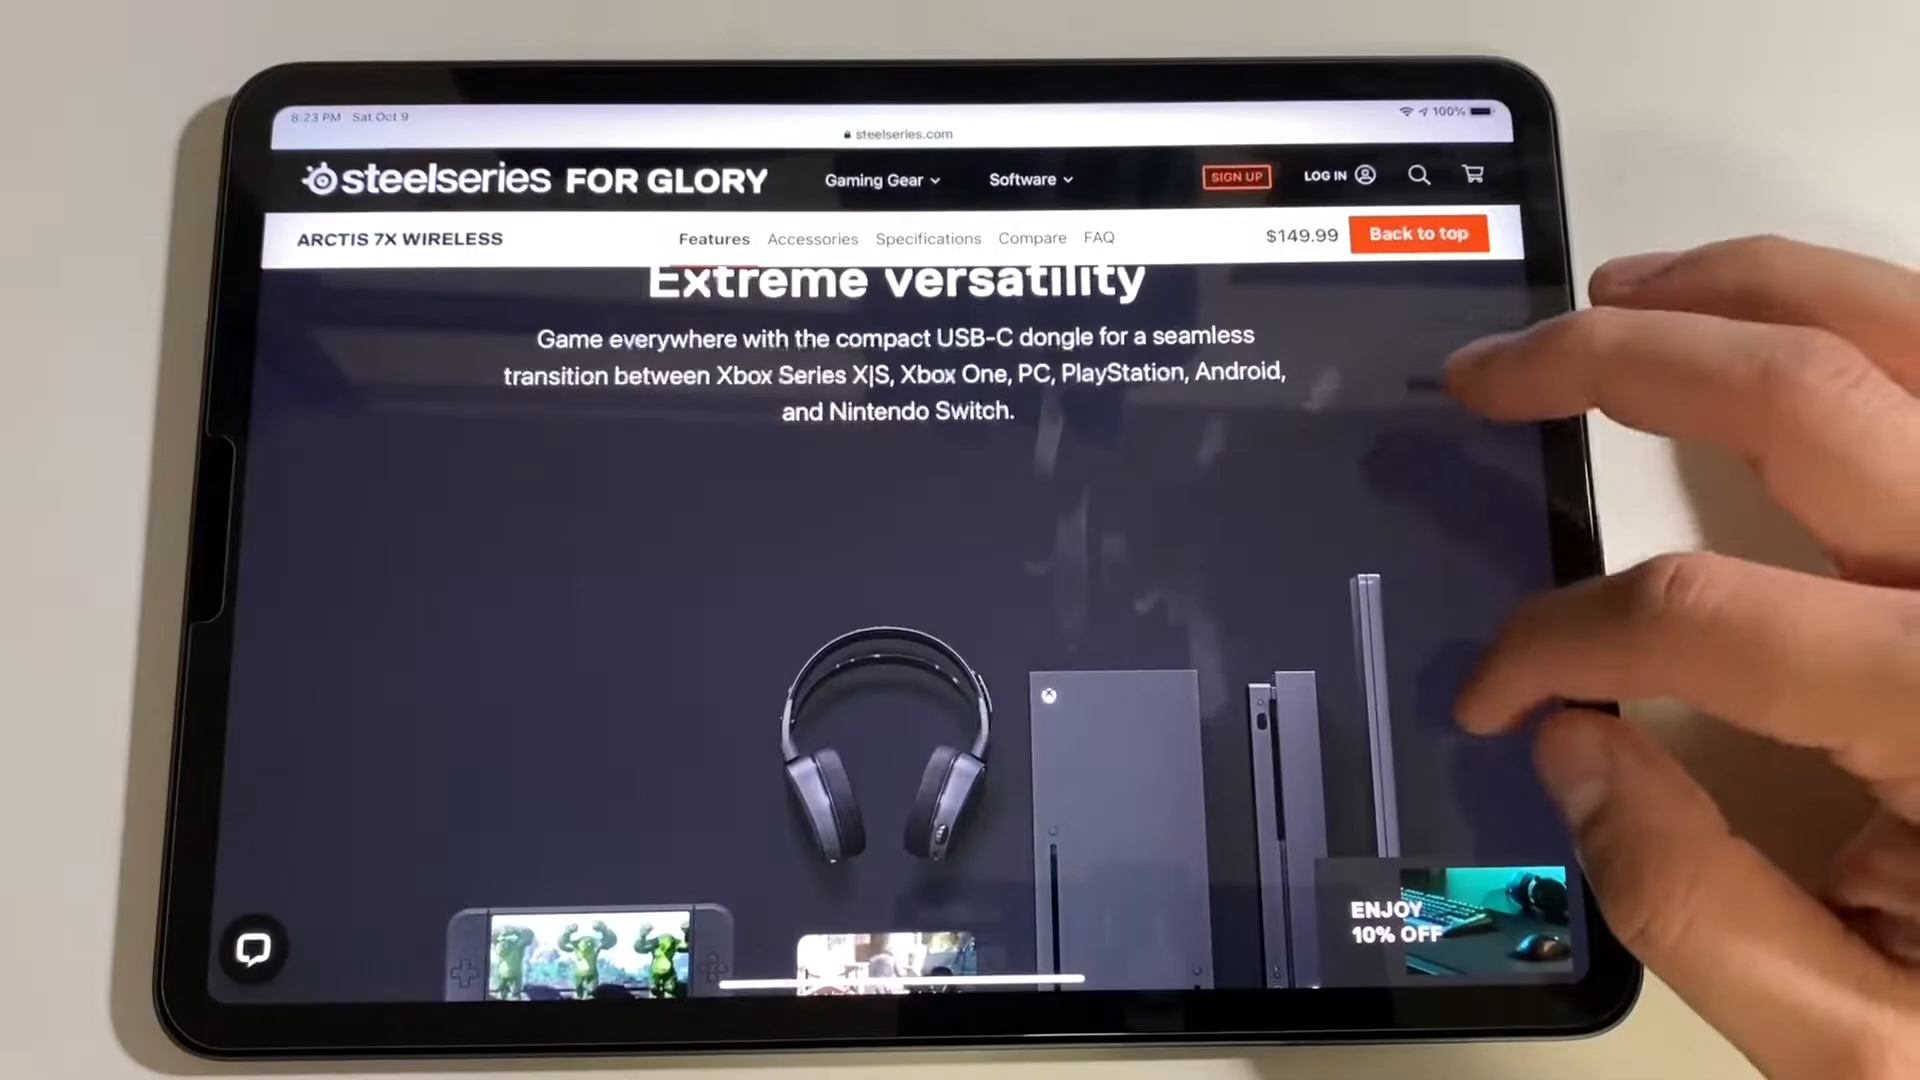 8:23 PM Sat Oct 9
100%
steelseries.com
steelseries FOR GLORY
Gaming Gear
Software
SIGN UP
LOG IN
ARCTIS 7X WIRELESS
Features
Accessories
Specifications
Compare
FAQ
$149.99
Back to top
Extreme versatility
Game everywhere with the compact USB-C dongle for a seamless
transition between Xbox Series X|S, Xbox One, PC, PlayStation, Android,
and Nintendo Switch.
ENJOY
10% OFF